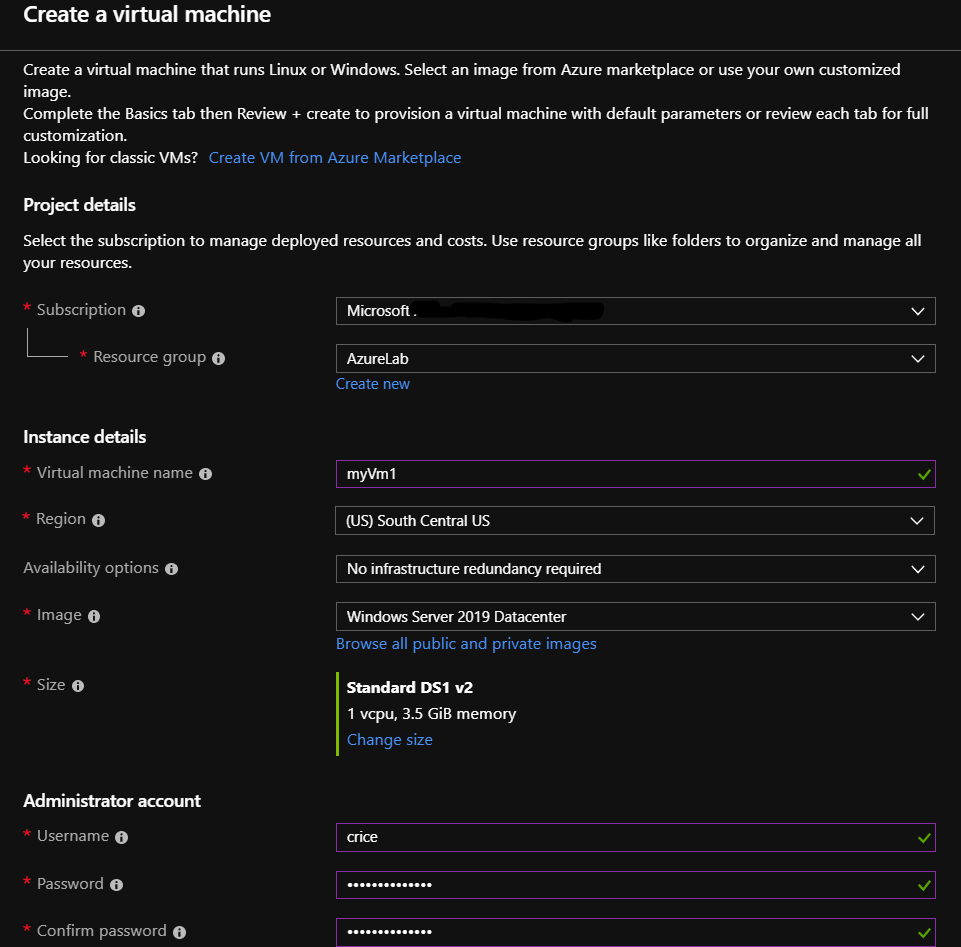 Create a virtual machine
Create a virtual machine that runs Linux or Windows. Select an image from Azure marketplace or use your own customized
image.
Complete the Basics tab then Review + create to provision a virtual machine with default parameters or review each tab for full
customization.
Looking for classic VMs? Create VM from Azure Marketplace
Project details
Select the subscription to manage deployed resources and costs. Use resource groups like folders to organize and manage all
your resources.
* Subscription
Microsoft
* Resource group
AzureLab
Create new
Instance details
* Virtual machine name
myVm1
* Region
(US) South Central US
Availability options
No infrastructure redundancy required
* Image
Windows Server 2019 Datacenter
Browse all public and private images
* Size
Standard DS1 v2
1 vcpu, 3.5 GiB memory
Change size
Administrator account
* Username
crice
* Password
••••••••••••••
* Confirm password
••••••••••••••